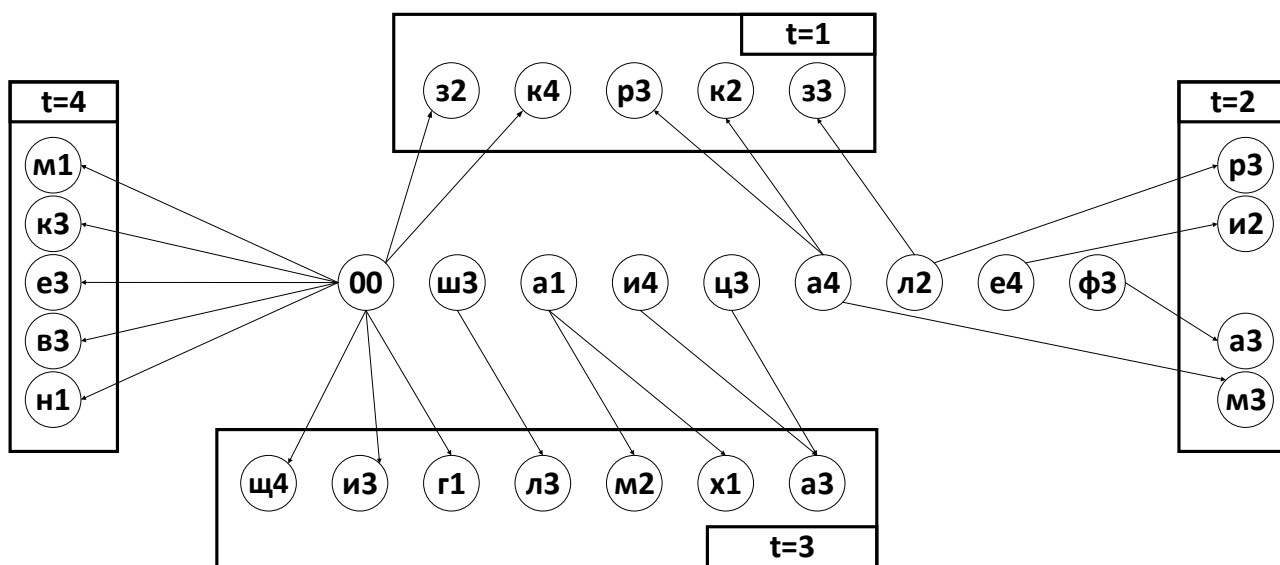 t=1
з2 к4 р3 к2 з3
t=4
t=2
м1
р3
к3
и2
е3
00 ш3 а1 и4 ц3 а4 л2 е4 ф3
в3
а3
н1
м3
щ4 и3 г1 л3 м2 х1 а3
t=3